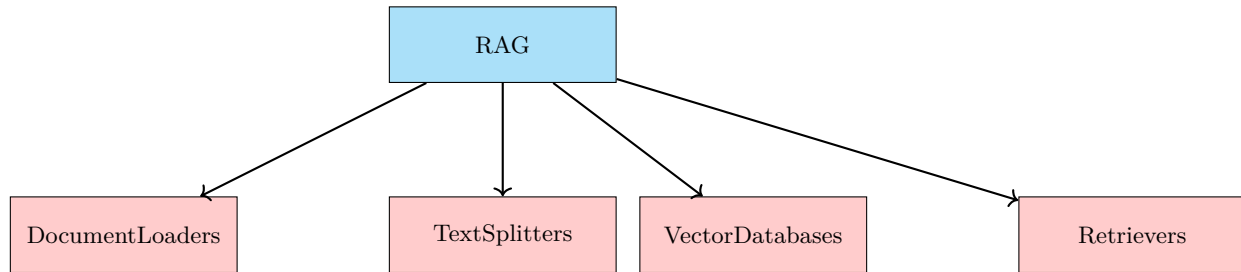 RAG
DocumentLoaders
TextSplitters
VectorDatabases
Retrievers